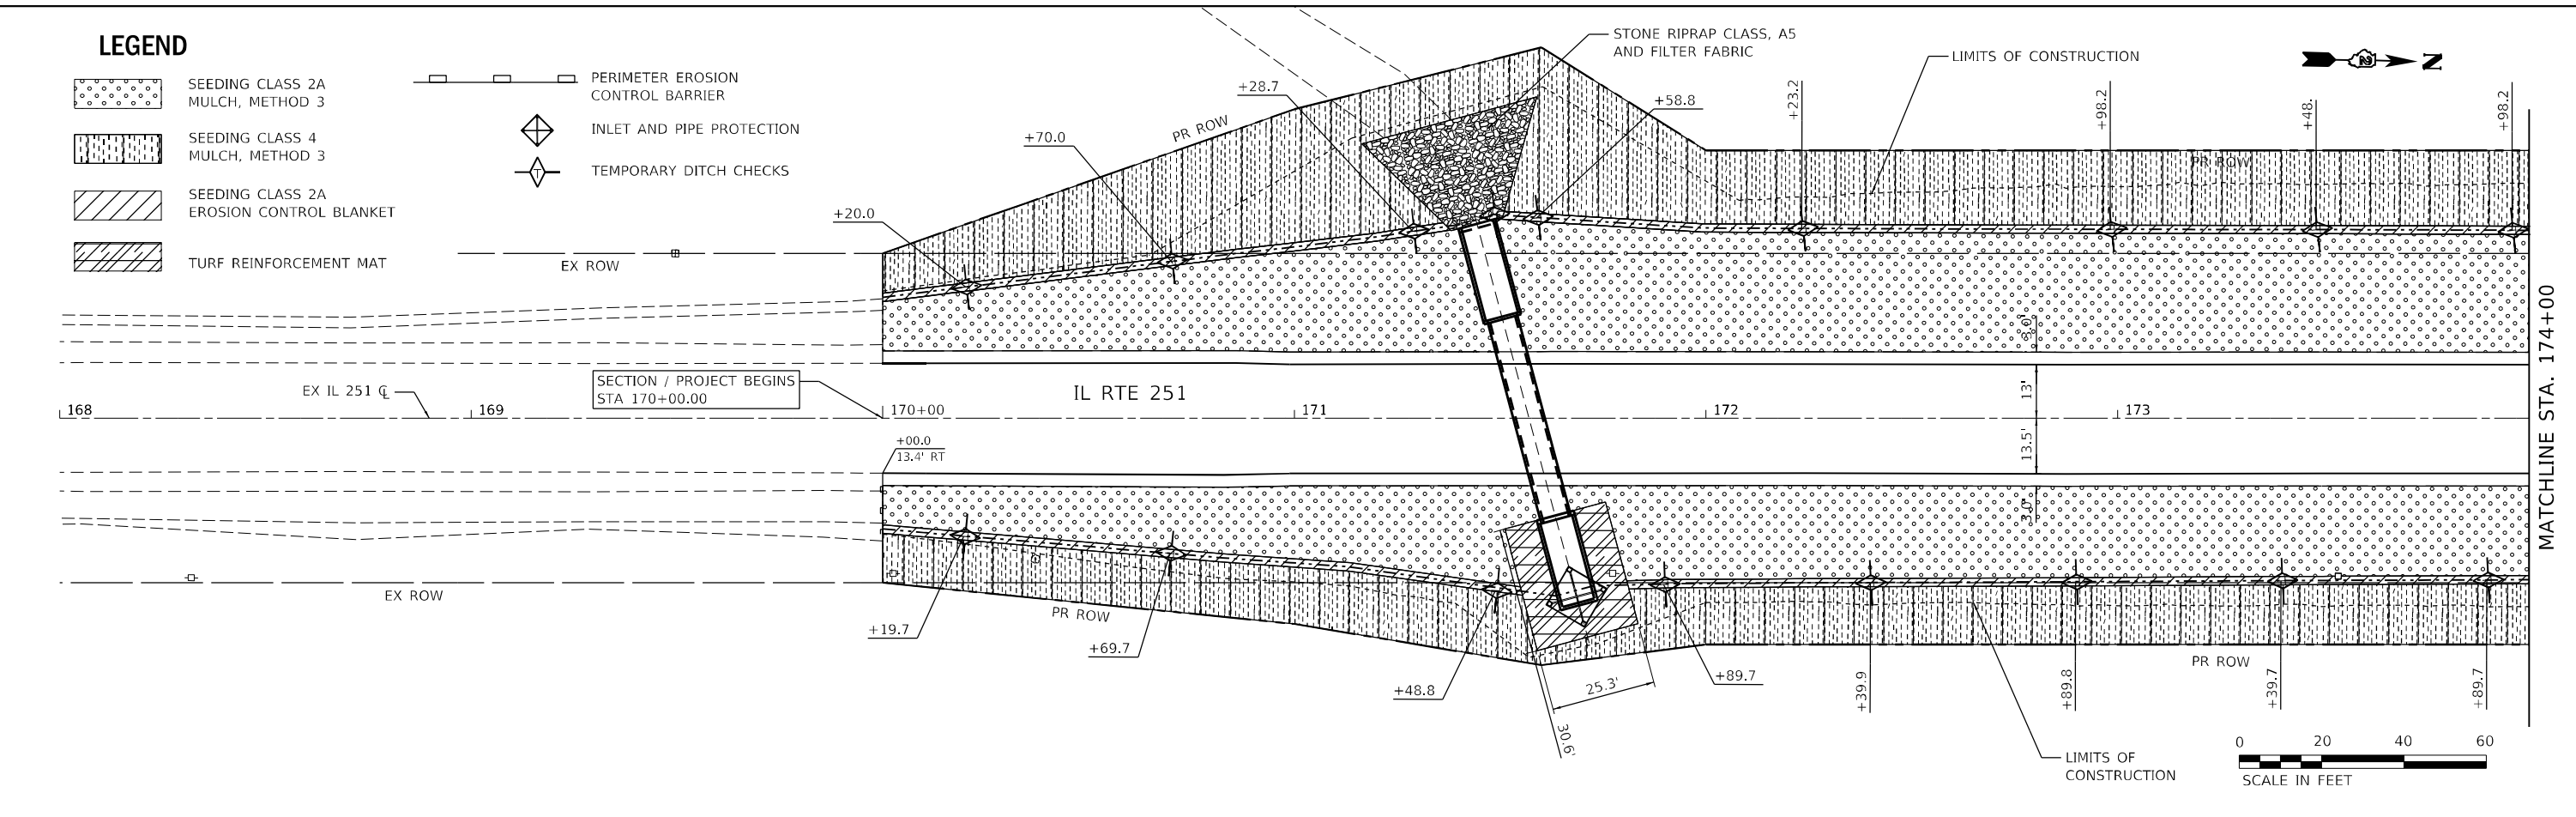 LEGEND
SEEDING CLASS 2A
MULCH, METHOD 3
SEEDING CLASS 4
MULCH, METHOD 3
SEEDING CLASS 2A
EROSION CONTROL BLANKET
TURF REINFORCEMENT MAT
PERIMETER EROSION
CONTROL BARRIER
INLET AND PIPE PROTECTION
T
TEMPORARY DITCH CHECKS
STONE RIPRAP CLASS, A5
AND FILTER FABRIC
LIMITS OF CONSTRUCTION
N
+20.0
+70.0
+28.7
+58.8
+23.2
+98.2
+48.
+98.2
PR ROW
PR ROW
EX ROW
EX IL 251 ℄
SECTION / PROJECT BEGINS
STA 170+00.00
IL RTE 251
168
169
170+00
171
172
173
+00.0
13.4' RT
13'
13.5'
3.0'
MATCHLINE STA. 174+00
EX ROW
PR ROW
PR ROW
+19.7
+69.7
+48.8
+89.7
+39.9
+89.8
+39.7
+89.7
25.3'
30.6'
LIMITS OF
CONSTRUCTION
0 20 40 60
SCALE IN FEET